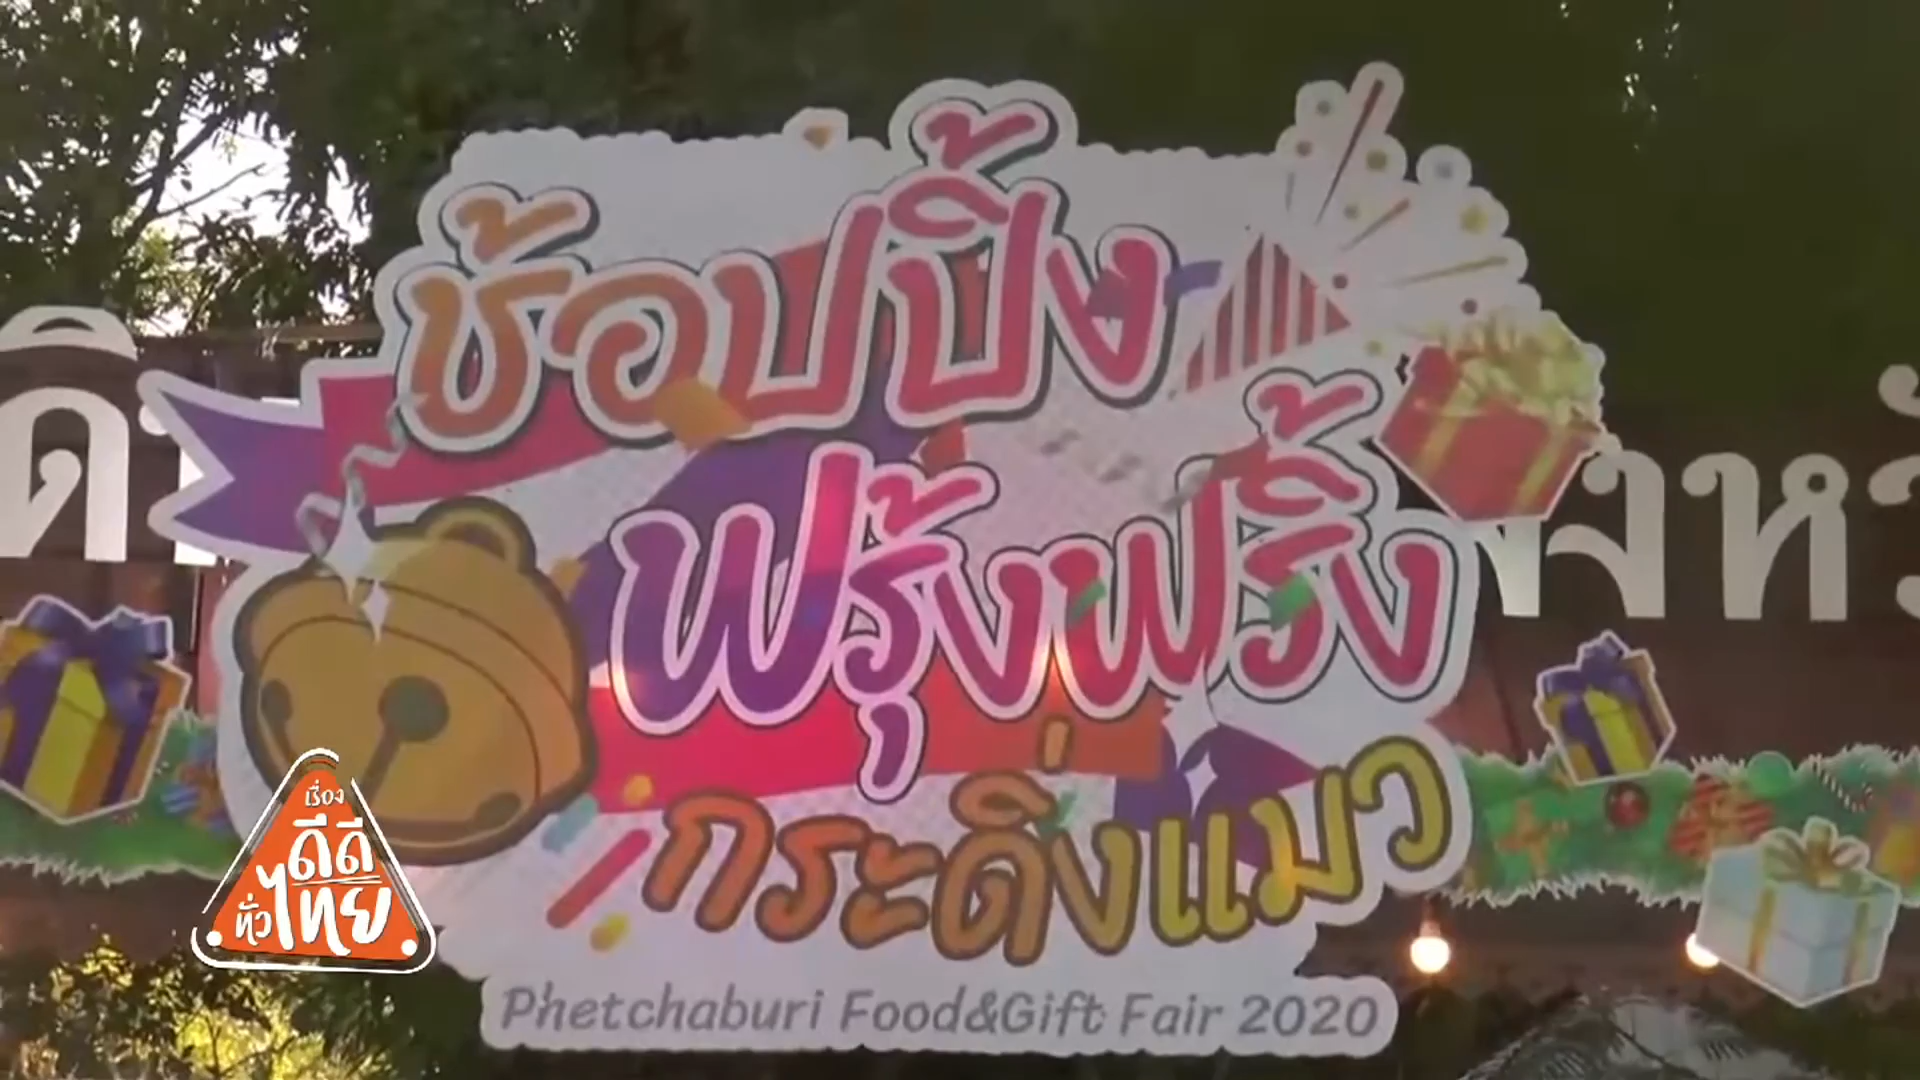 ช้อปปิ้ง
ฟรุ้งฟริ้ง
กระดิ่งแมว
Phetchaburi Food&Gift Fair 2020
เรื่อง
ดีดี
ทั่วไทย